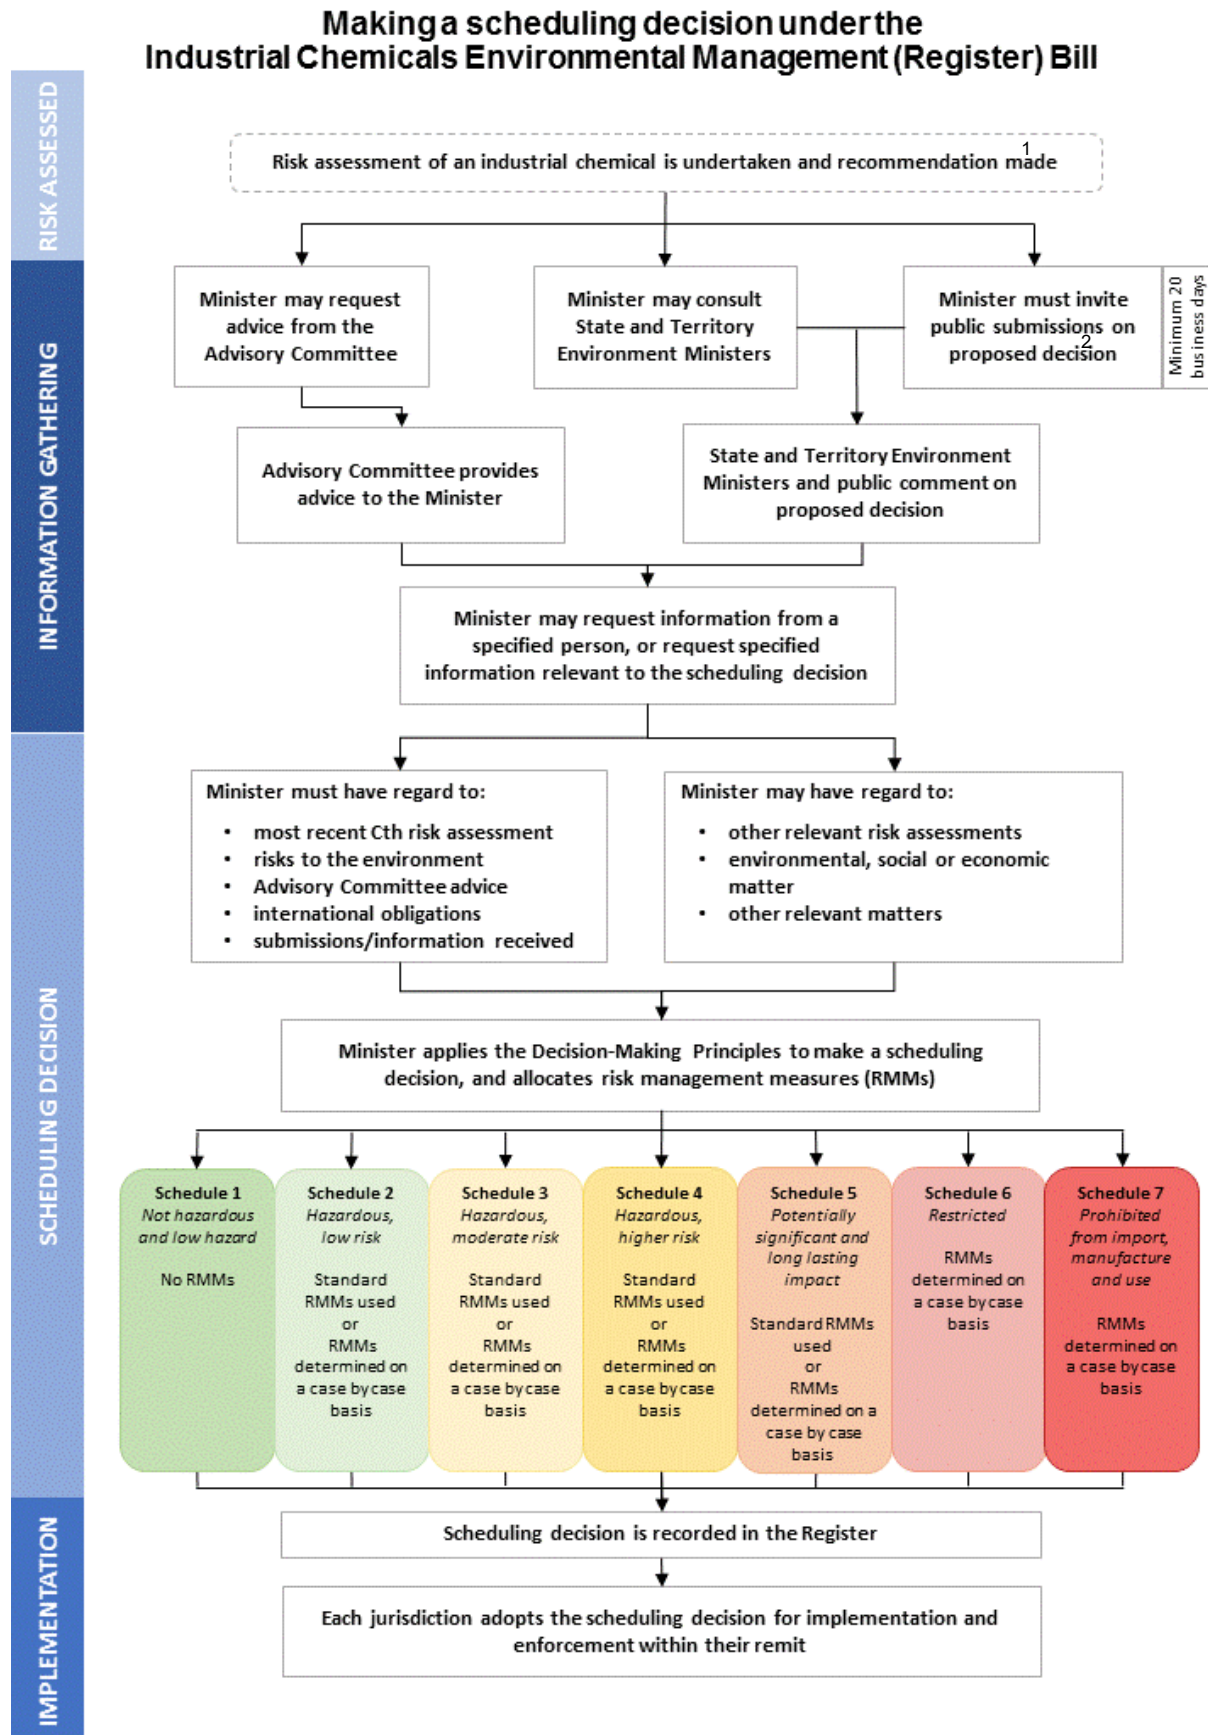 Making a scheduling decision under the
Industrial Chemicals Environmental Management (Register) Bill
RISK ASSESSED
Risk assessment of an industrial chemical is undertaken and recommendation made 1
INFORMATION GATHERING
Minister may request
advice from the
Advisory Committee
Minister may consult
State and Territory
Environment Ministers
Minister must invite
public submissions on
proposed decision 2
Minimum 20
business days
Advisory Committee provides
advice to the Minister
State and Territory Environment
Ministers and public comment on
proposed decision
Minister may request information from a
specified person, or request specified
information relevant to the scheduling decision
SCHEDULING DECISION
Minister must have regard to:
• most recent Cth risk assessment
• risks to the environment
• Advisory Committee advice
• international obligations
• submissions/information received
Minister may have regard to:
• other relevant risk assessments
• environmental, social or economic
matter
• other relevant matters
Minister applies the Decision-Making Principles to make a scheduling
decision, and allocates risk management measures (RMMs)
Schedule 1
Not hazardous
and low hazard
No RMMs
Schedule 2
Hazardous,
low risk
Standard
RMMs used
or
RMMs
determined on
a case by case
basis
Schedule 3
Hazardous,
moderate risk
Standard
RMMs used
or
RMMs
determined on
a case by case
basis
Schedule 4
Hazardous,
higher risk
Standard
RMMs used
or
RMMs
determined on
a case by case
basis
Schedule 5
Potentially
significant and
long lasting
impact
Standard RMMs
used
or
RMMs
determined on a
case by case
basis
Schedule 6
Restricted
RMMs
determined on
a case by case
basis
Schedule 7
Prohibited
from import,
manufacture
and use
RMMs
determined on
a case by case
basis
IMPLEMENTATION
Scheduling decision is recorded in the Register
Each jurisdiction adopts the scheduling decision for implementation and
enforcement within their remit